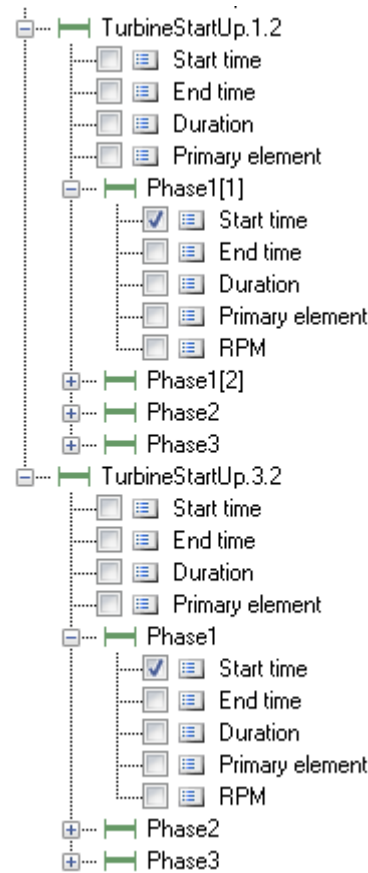 TurbineStartUp.1.2
Start time
End time
Duration
Primary element
Phase1[1]
Start time
End time
Duration
Primary element
RPM
Phase1[2]
Phase2
Phase3
TurbineStartUp.3.2
Start time
End time
Duration
Primary element
Phase1
Start time
End time
Duration
Primary element
RPM
Phase2
Phase3